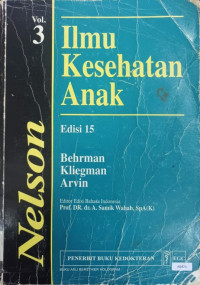 Vol.
3
Nelson
Ilmu
Kesehatan
Anak
Edisi 15
Behrman
Kliegman
Arvin
Editor Edisi Bahasa Indonesia
Prof. DR. dr. A. Samik Wahab, SpA(K)
PENERBIT BUKU KEDOKTERAN
EGC